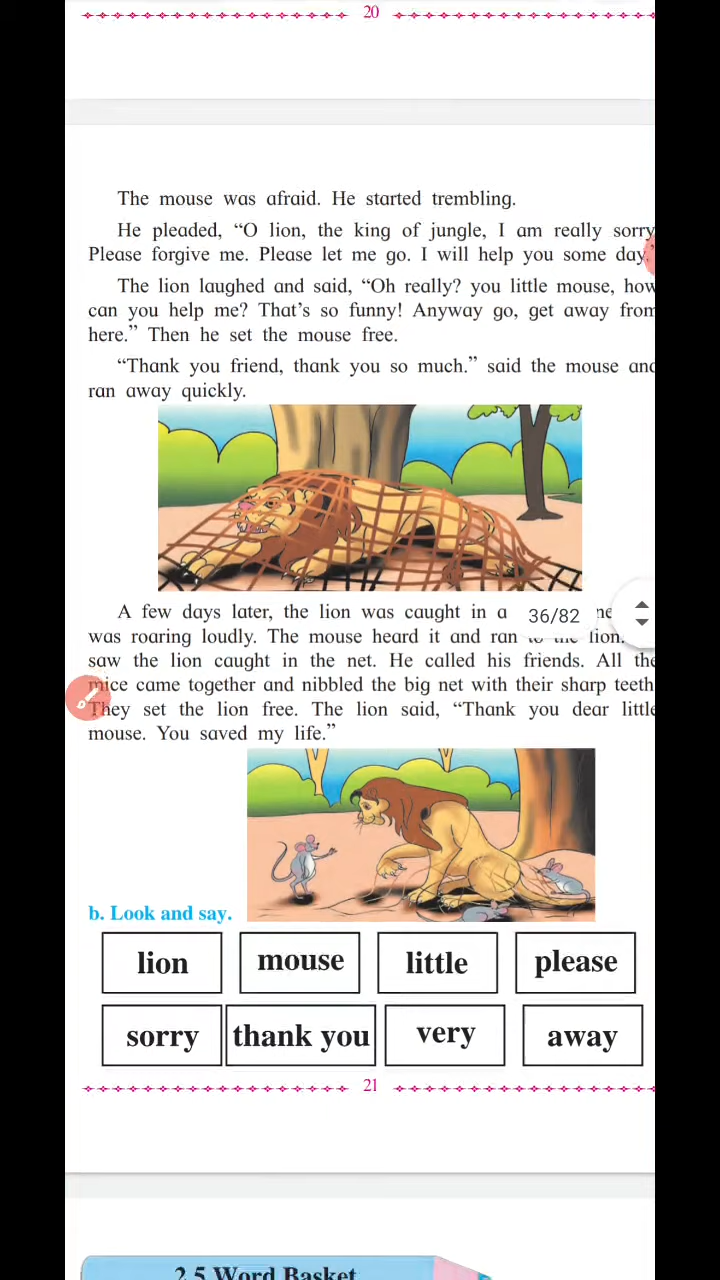 20
The mouse was afraid. He started trembling.
He pleaded, “O lion, the king of jungle, I am really sorry
Please forgive me. Please let me go. I will help you some day.
The lion laughed and said, “Oh really? you little mouse, how
can you help me? That’s so funny! Anyway go, get away from
here.” Then he set the mouse free.
“Thank you friend, thank you so much.” said the mouse and
ran away quickly.
A few days later, the lion was caught in a
36/82
was roaring loudly. The mouse heard it and ran to the lion.
saw the lion caught in the net. He called his friends. All the
mice came together and nibbled the big net with their sharp teeth
They set the lion free. The lion said, “Thank you dear little
mouse. You saved my life.”
b. Look and say.
lion mouse little please
sorry thank you very away
21
2.5 Word Basket